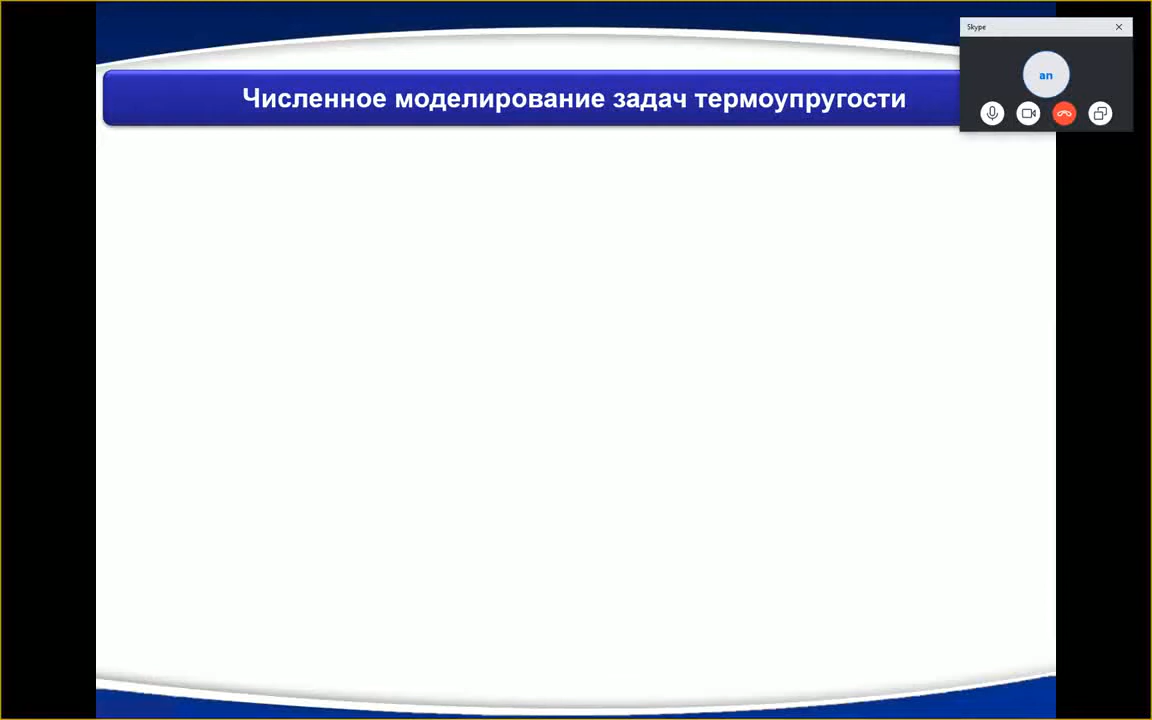 Skype
an
Численное моделирование задач термоупругости